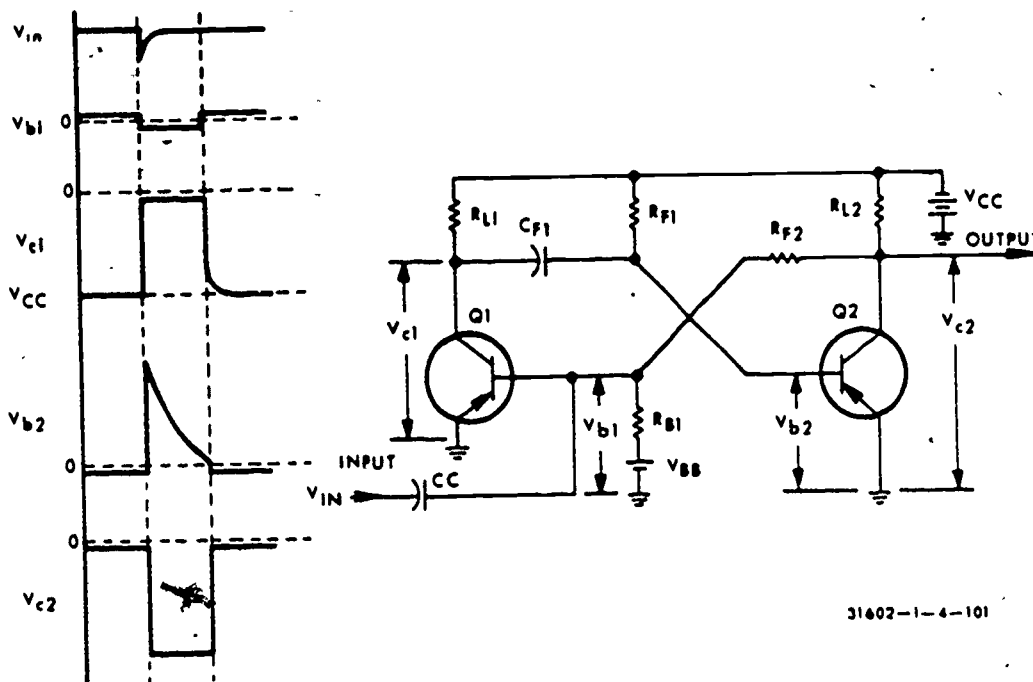 Vin
0
Vb1
0
Vc1
VCC
Vb2
0
0
Vc2
RL1
CF1
RF1
RF2
RL2
VCC
OUTPUT
Q1
Vc1
Q2
Vc2
Vb1
RB1
VBB
Vb2
INPUT
VIN
CC
31602-1-4-101